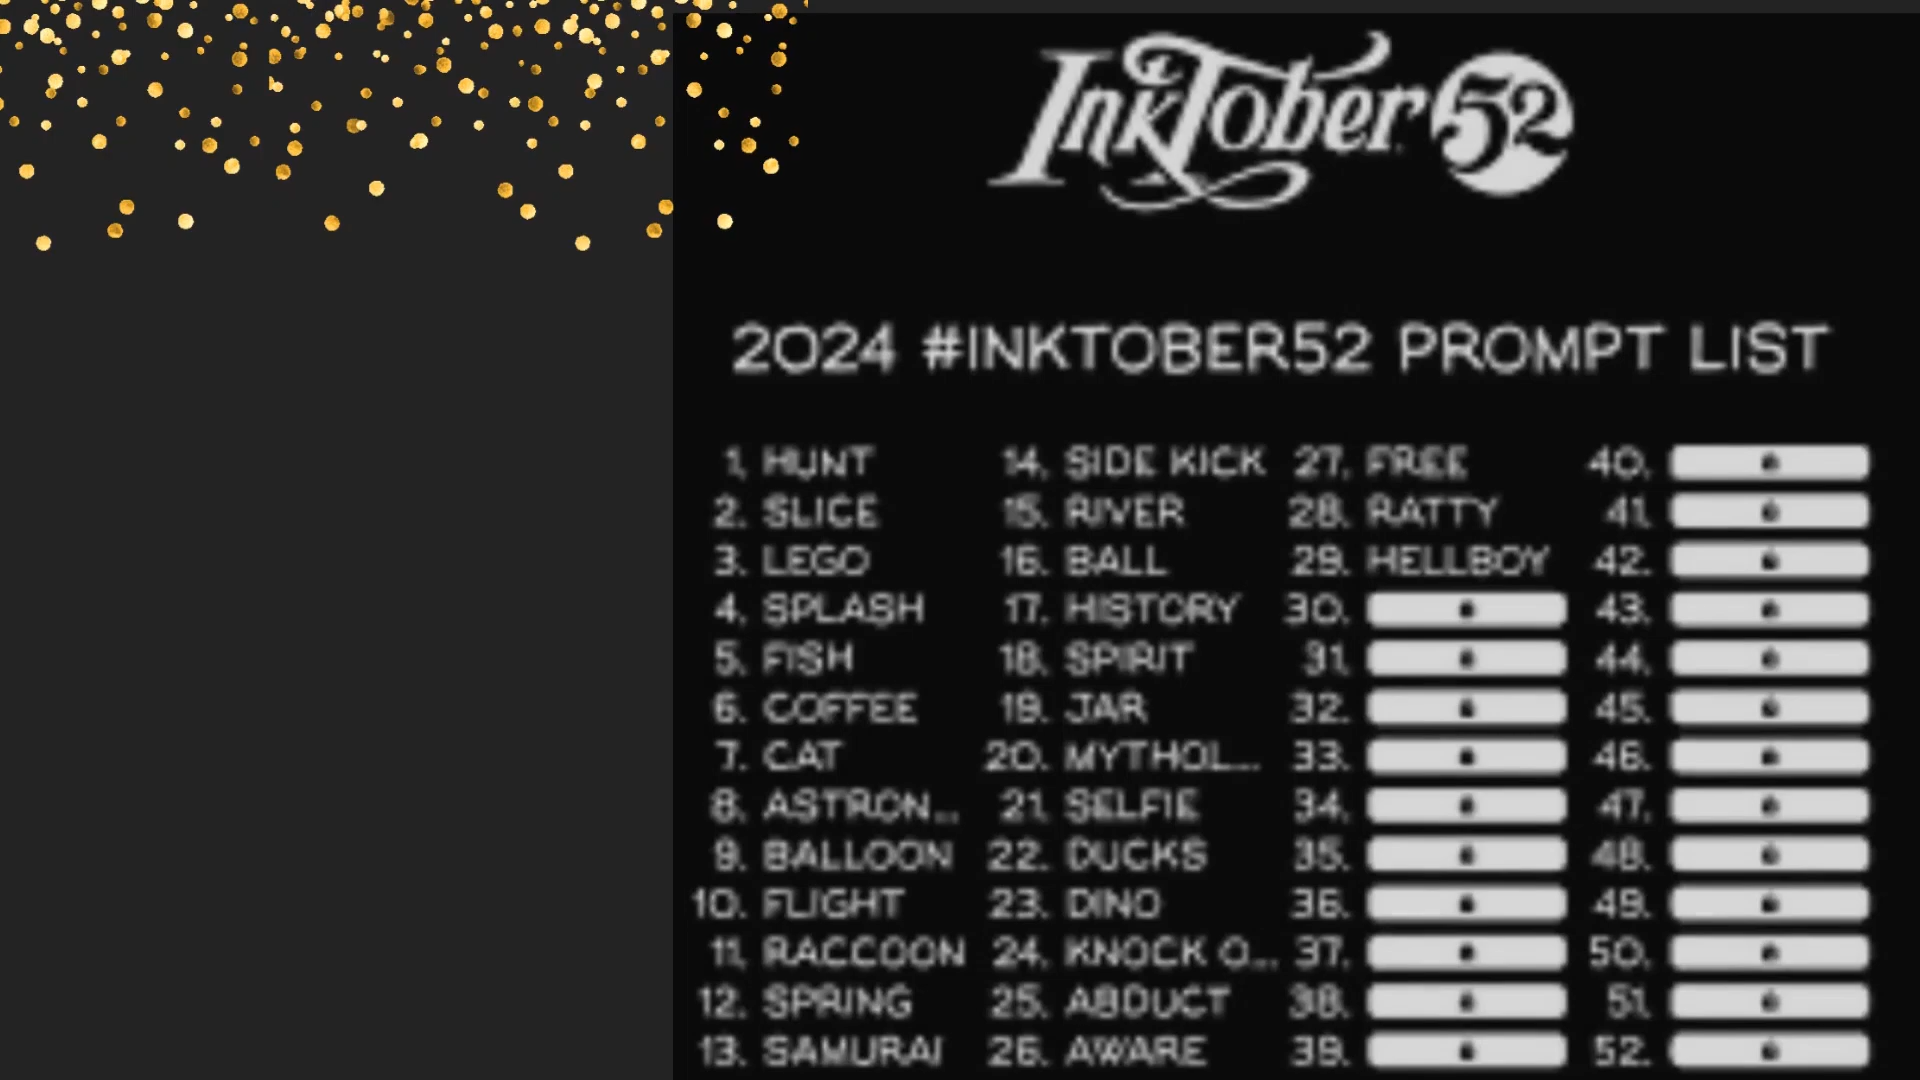 InkTober 52
2024 #INKTOBER52 PROMPT LIST
1. HUNT
2. SLICE
3. LEGO
4. SPLASH
5. FISH
6. COFFEE
7. CAT
8. ASTRON...
9. BALLOON
10. FLIGHT
11. RACCOON
12. SPRING
13. SAMURAI
14. SIDE KICK
15. RIVER
16. BALL
17. HISTORY
18. SPIRIT
19. JAR
20. MYTHOL...
21. SELFIE
22. DUCKS
23. DINO
24. KNOCK O...
25. ABDUCT
26. AWARE
27. FREE
28. RATTY
29. HELLBOY
30.
31.
32.
33.
34.
35.
36.
37.
38.
39.
40.
41.
42.
43.
44.
45.
46.
47.
48.
49.
50.
51.
52.